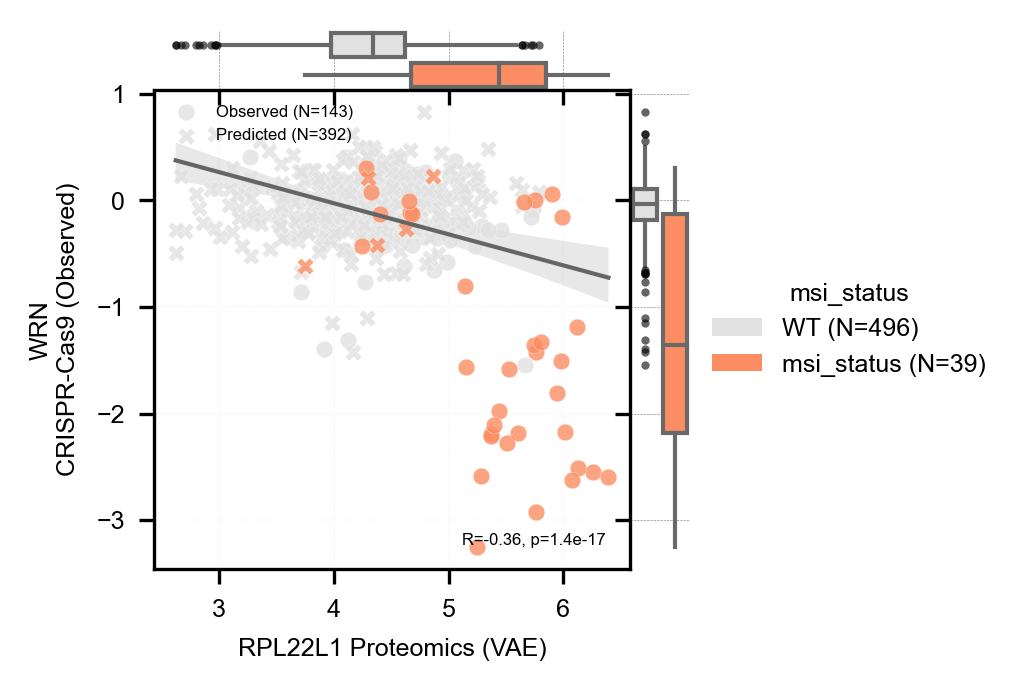 1
0
−1
−2
−3
WRN
CRISPR-Cas9 (Observed)
Observed (N=143)
Predicted (N=392)
R=-0.36, p=1.4e-17
3
4
5
6
RPL22L1 Proteomics (VAE)
msi_status
WT (N=496)
msi_status (N=39)